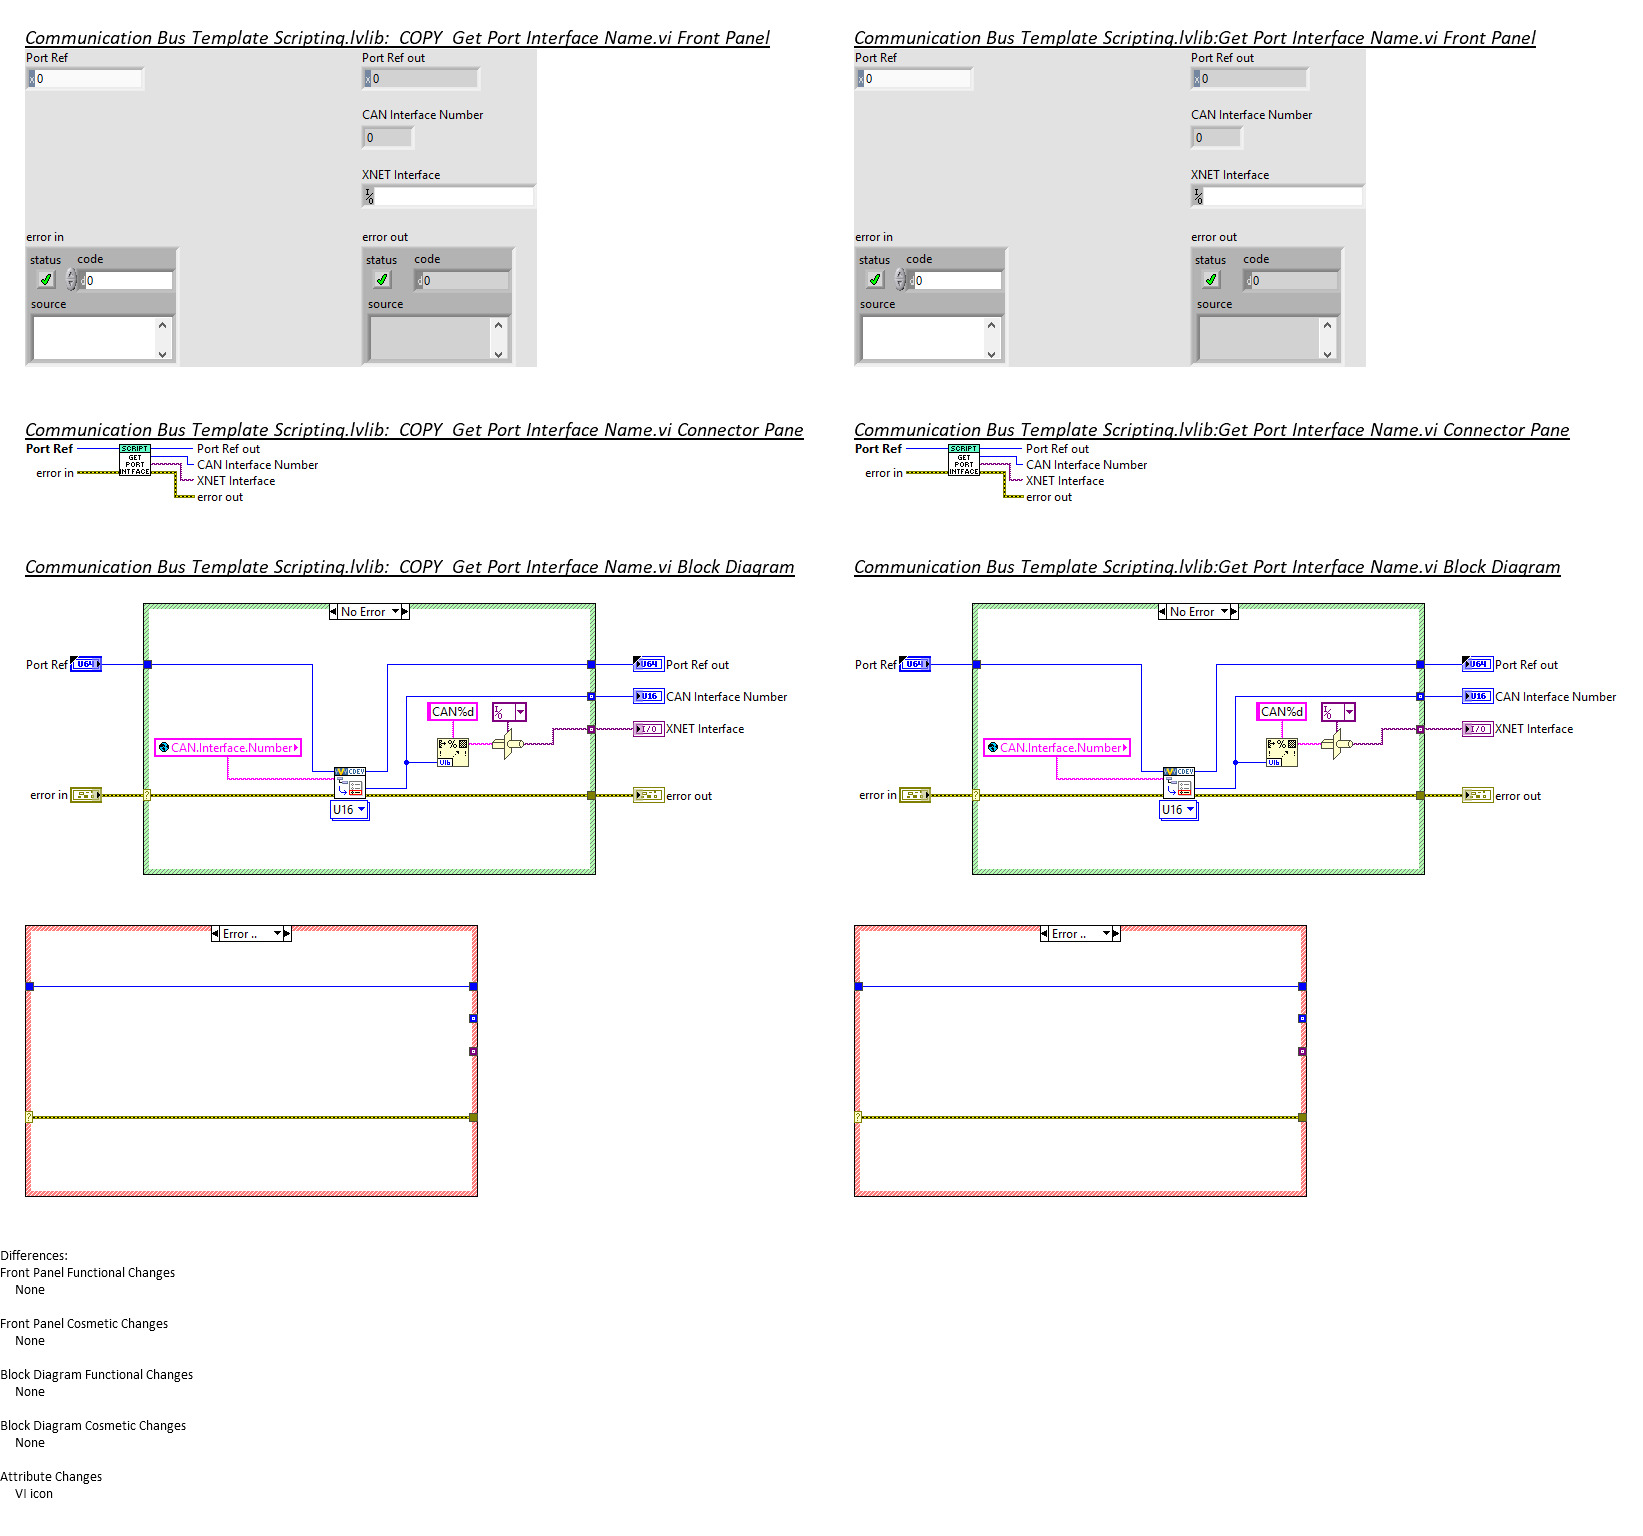 Communication Bus Template Scripting.lvlib:  COPY  Get Port Interface Name.vi Front Panel
Port Ref
x 0
Port Ref out
x 0
CAN Interface Number
0
XNET Interface
I/O
error in
status code
d 0
source
error out
status code
d 0
source
Communication Bus Template Scripting.lvlib:Get Port Interface Name.vi Front Panel
Port Ref
x 0
Port Ref out
x 0
CAN Interface Number
0
XNET Interface
I/O
error in
status code
d 0
source
error out
status code
d 0
source
Communication Bus Template Scripting.lvlib:  COPY  Get Port Interface Name.vi Connector Pane
Port Ref
error in
SCRIPT
GET
PORT
INTFACE
Port Ref out
CAN Interface Number
XNET Interface
error out
Communication Bus Template Scripting.lvlib:Get Port Interface Name.vi Connector Pane
Port Ref
error in
SCRIPT
GET
PORT
INTFACE
Port Ref out
CAN Interface Number
XNET Interface
error out
Communication Bus Template Scripting.lvlib:  COPY  Get Port Interface Name.vi Block Diagram
No Error
Port Ref U64
U64 Port Ref out
U16 CAN Interface Number
CAN%d
I/O
I/O XNET Interface
CAN.Interface.Number
%
U16
CDEV
error in
error out
U16
Error ..
?
Communication Bus Template Scripting.lvlib:Get Port Interface Name.vi Block Diagram
No Error
Port Ref U64
U64 Port Ref out
U16 CAN Interface Number
CAN%d
I/O
I/O XNET Interface
CAN.Interface.Number
%
U16
CDEV
error in
error out
U16
Error ..
?
Differences:
Front Panel Functional Changes
None
Front Panel Cosmetic Changes
None
Block Diagram Functional Changes
None
Block Diagram Cosmetic Changes
None
Attribute Changes
VI icon